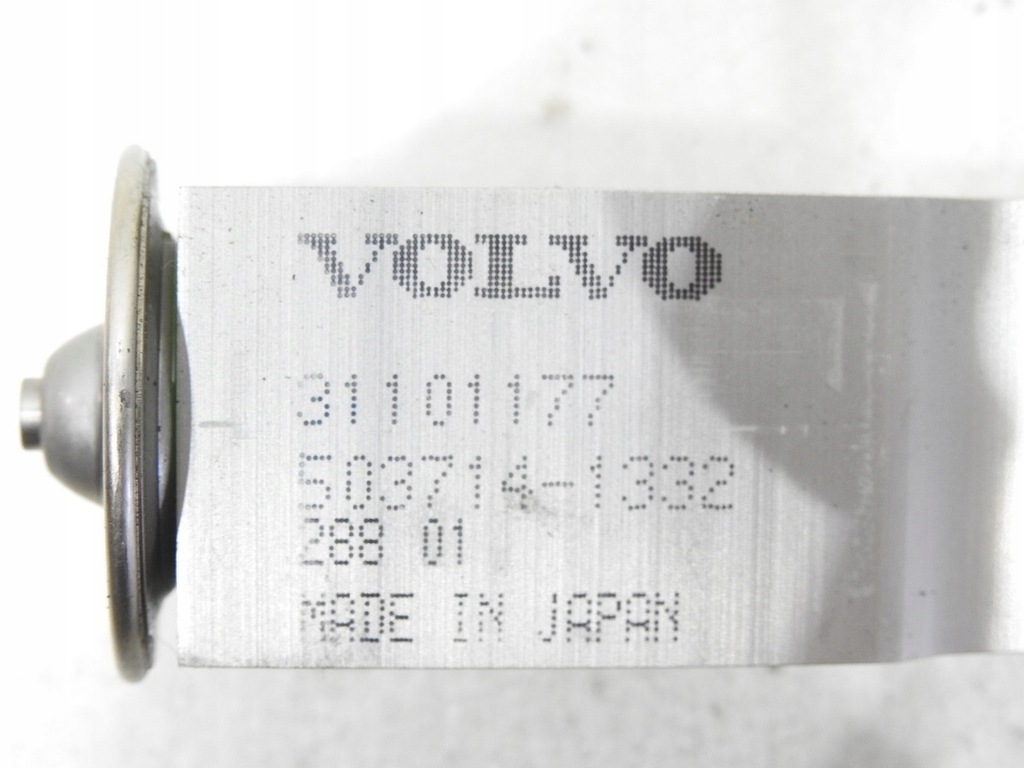 VOLVO
31101177
503714-1332
288 01
MADE IN JAPAN